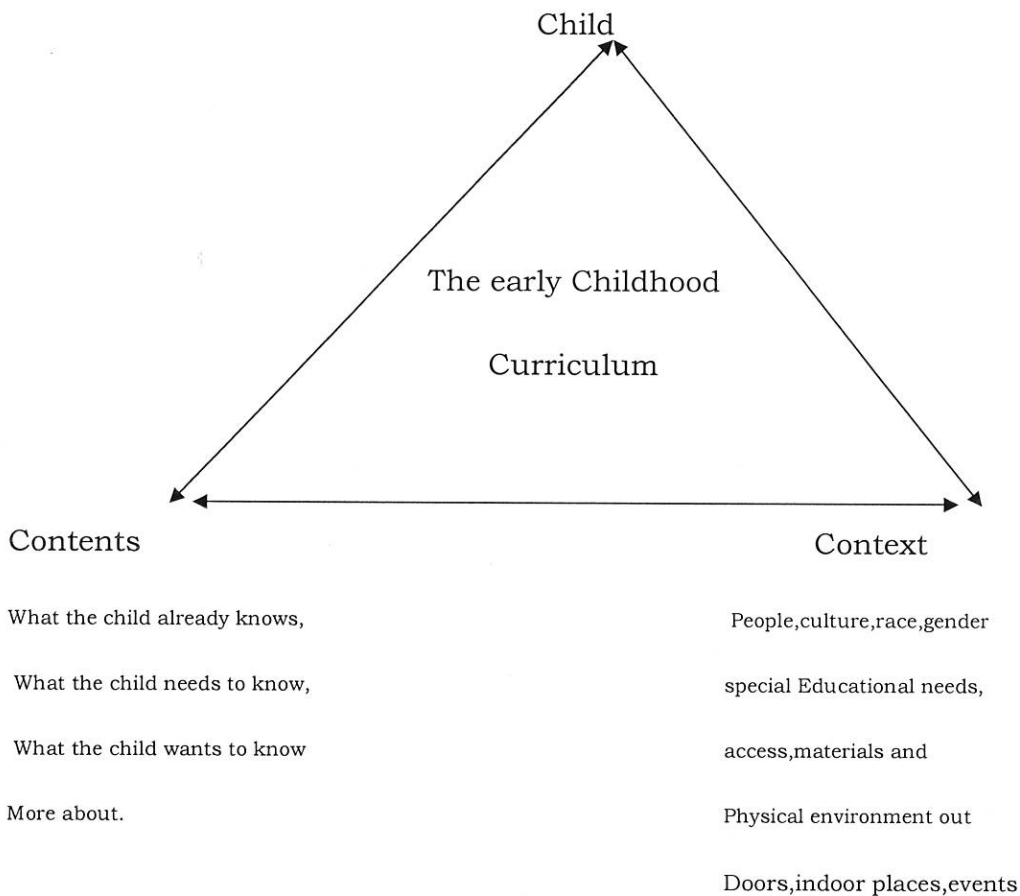 Child
The early Childhood
Curriculum
Contents
Context
What the child already knows,
What the child needs to know,
What the child wants to know
More about.
People,culture,race,gender
special Educational needs,
access,materials and
Physical environment out
Doors,indoor places,events